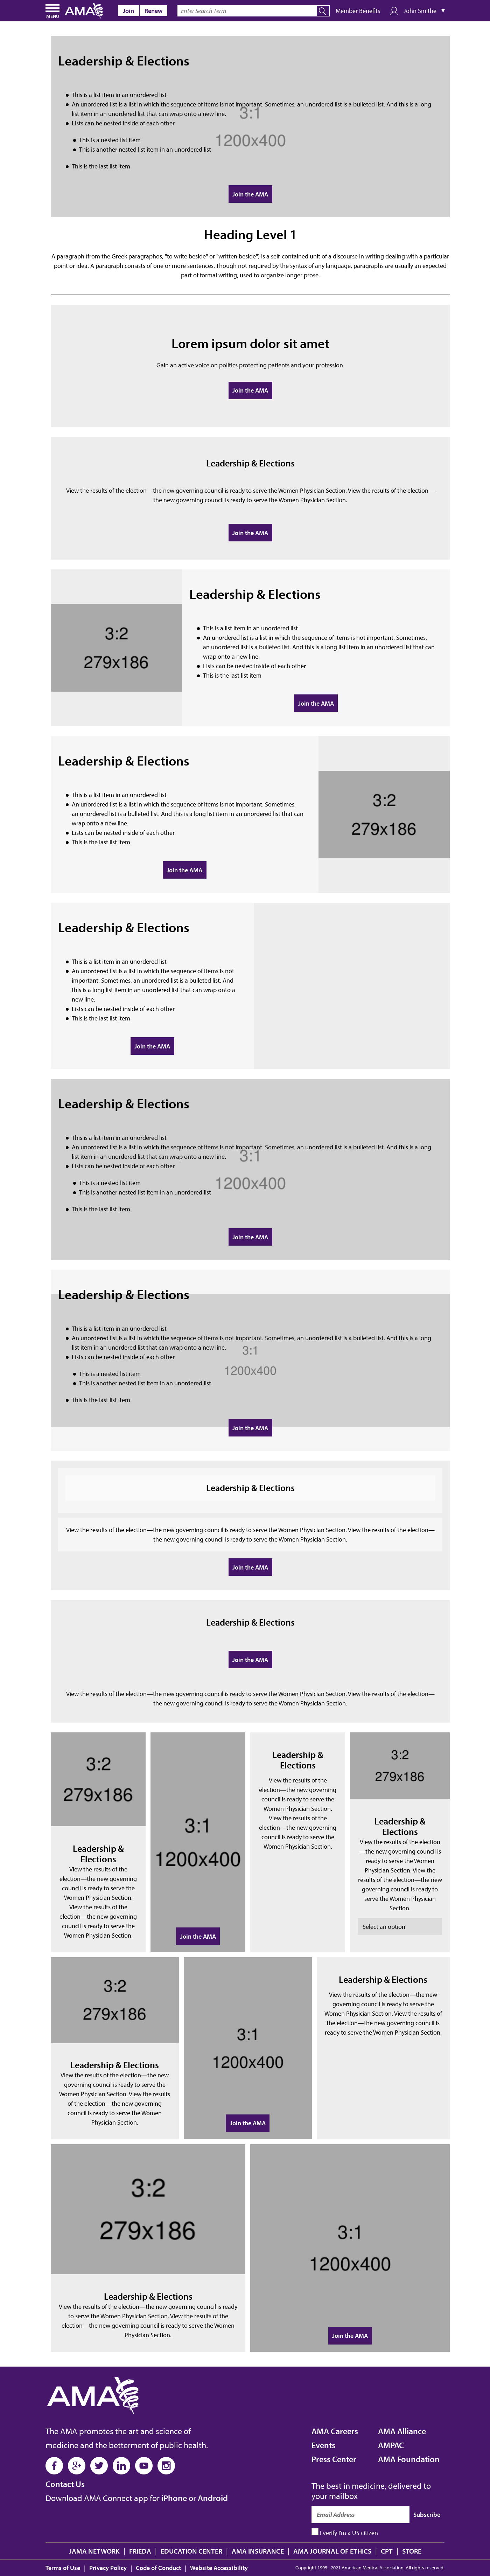 MENU
AMA
Join
Renew
Enter Search Term
Member Benefits
John Smithe ▼
Leadership & Elections
This is a list item in an unordered list
An unordered list is a list in which the sequence of items is not important. Sometimes, an unordered list is a bulleted list. And this is a long
list item in an unordered list that can wrap onto a new line.
Lists can be nested inside of each other
This is a nested list item
This is another nested list item in an unordered list
This is the last list item
3:1
1200x400
Join the AMA
Heading Level 1
A paragraph (from the Greek paragraphos, "to write beside" or "written beside") is a self-contained unit of a discourse in writing dealing with a particular
point or idea. A paragraph consists of one or more sentences. Though not required by the syntax of any language, paragraphs are usually an expected
part of formal writing, used to organize longer prose.
Lorem ipsum dolor sit amet
Gain an active voice on politics protecting patients and your profession.
Join the AMA
Leadership & Elections
View the results of the election—the new governing council is ready to serve the Women Physician Section. View the results of the election—
the new governing council is ready to serve the Women Physician Section.
Join the AMA
3:2
279x186
Leadership & Elections
This is a list item in an unordered list
An unordered list is a list in which the sequence of items is not important. Sometimes,
an unordered list is a bulleted list. And this is a long list item in an unordered list that can
wrap onto a new line.
Lists can be nested inside of each other
This is the last list item
Join the AMA
Leadership & Elections
This is a list item in an unordered list
An unordered list is a list in which the sequence of items is not important. Sometimes,
an unordered list is a bulleted list. And this is a long list item in an unordered list that can
wrap onto a new line.
Lists can be nested inside of each other
This is the last list item
Join the AMA
3:2
279x186
Leadership & Elections
This is a list item in an unordered list
An unordered list is a list in which the sequence of items is not
important. Sometimes, an unordered list is a bulleted list. And
this is a long list item in an unordered list that can wrap onto a
new line.
Lists can be nested inside of each other
This is the last list item
Join the AMA
Leadership & Elections
This is a list item in an unordered list
An unordered list is a list in which the sequence of items is not important. Sometimes, an unordered list is a bulleted list. And this is a long
list item in an unordered list that can wrap onto a new line.
Lists can be nested inside of each other
This is a nested list item
This is another nested list item in an unordered list
This is the last list item
3:1
1200x400
Join the AMA
Leadership & Elections
This is a list item in an unordered list
An unordered list is a list in which the sequence of items is not important. Sometimes, an unordered list is a bulleted list. And this is a long
list item in an unordered list that can wrap onto a new line.
Lists can be nested inside of each other
This is a nested list item
This is another nested list item in an unordered list
This is the last list item
3:1
1200x400
Join the AMA
Leadership & Elections
View the results of the election—the new governing council is ready to serve the Women Physician Section. View the results of the election—
the new governing council is ready to serve the Women Physician Section.
Join the AMA
Leadership & Elections
Join the AMA
View the results of the election—the new governing council is ready to serve the Women Physician Section. View the results of the election—
the new governing council is ready to serve the Women Physician Section.
3:2
279x186
Leadership &
Elections
View the results of the
election—the new governing
council is ready to serve the
Women Physician Section.
View the results of the
election—the new governing
council is ready to serve the
Women Physician Section.
3:1
1200x400
Join the AMA
Leadership &
Elections
View the results of the
election—the new governing
council is ready to serve the
Women Physician Section.
View the results of the
election—the new governing
council is ready to serve the
Women Physician Section.
3:2
279x186
Leadership &
Elections
View the results of the election
—the new governing council is
ready to serve the Women
Physician Section. View the
results of the election—the new
governing council is ready to
serve the Women Physician
Section.
Select an option
3:2
279x186
Leadership & Elections
View the results of the election—the new
governing council is ready to serve the
Women Physician Section. View the results
of the election—the new governing
council is ready to serve the Women
Physician Section.
3:1
1200x400
Join the AMA
Leadership & Elections
View the results of the election—the new
governing council is ready to serve the
Women Physician Section. View the results of
the election—the new governing council is
ready to serve the Women Physician Section.
3:2
279x186
Leadership & Elections
View the results of the election—the new governing council is ready
to serve the Women Physician Section. View the results of the
election—the new governing council is ready to serve the Women
Physician Section.
3:1
1200x400
Join the AMA
AMA
The AMA promotes the art and science of
medicine and the betterment of public health.
Contact Us
Download AMA Connect app for iPhone or Android
AMA Careers
Events
Press Center
AMA Alliance
AMPAC
AMA Foundation
The best in medicine, delivered to
your mailbox
Email Address
Subscribe
I verify I'm a US citizen
JAMA NETWORK | FRIEDA | EDUCATION CENTER | AMA INSURANCE | AMA JOURNAL OF ETHICS | CPT | STORE
Terms of Use | Privacy Policy | Code of Conduct | Website Accessibility
Copyright 1995 - 2021 American Medical Association. All rights reserved.